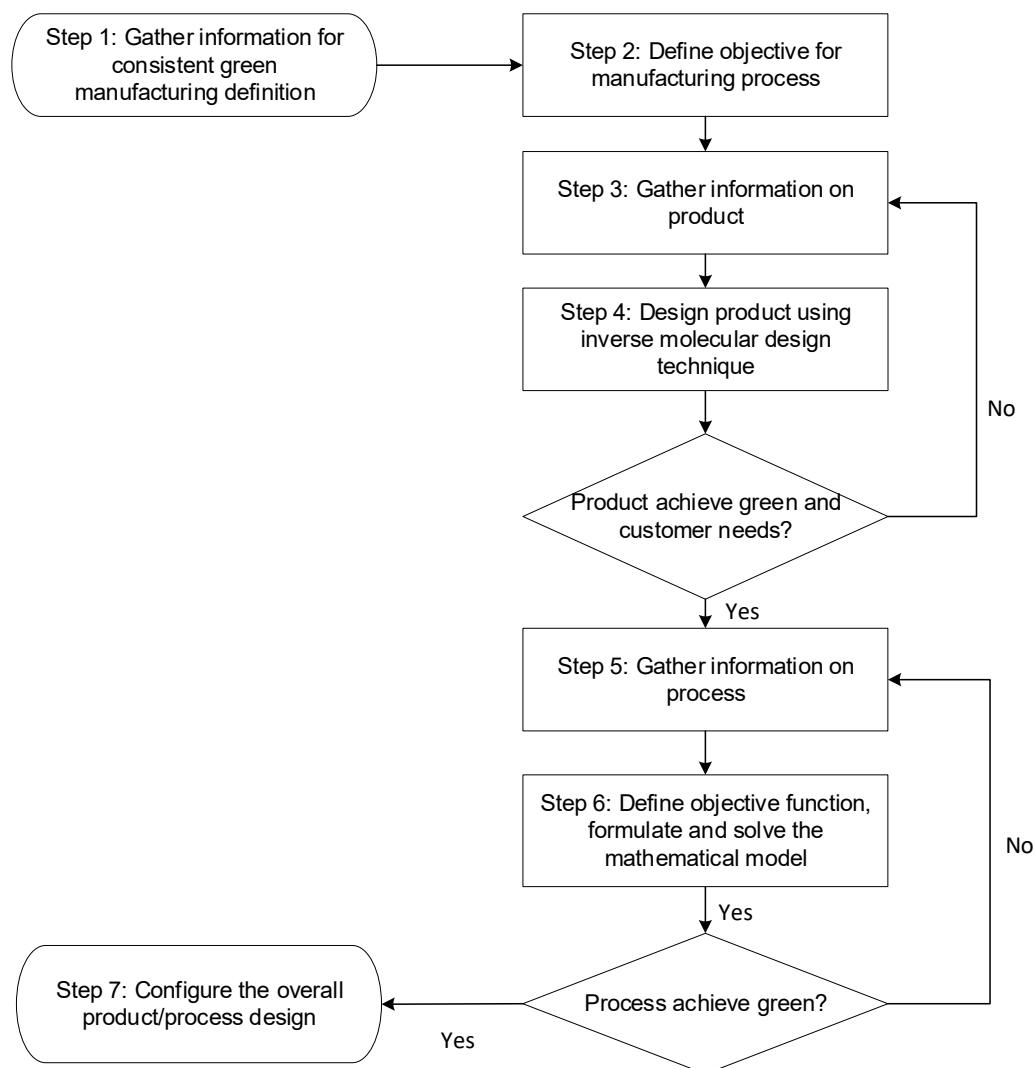 Step 1: Gather information for
consistent green
manufacturing definition
Step 2: Define objective for
manufacturing process
Step 3: Gather information on
product
Step 4: Design product using
inverse molecular design
technique
No
Product achieve green and
customer needs?
Yes
Step 5: Gather information on
process
Step 6: Define objective function,
formulate and solve the
mathematical model
No
Yes
Process achieve green?
Step 7: Configure the overall
product/process design
Yes